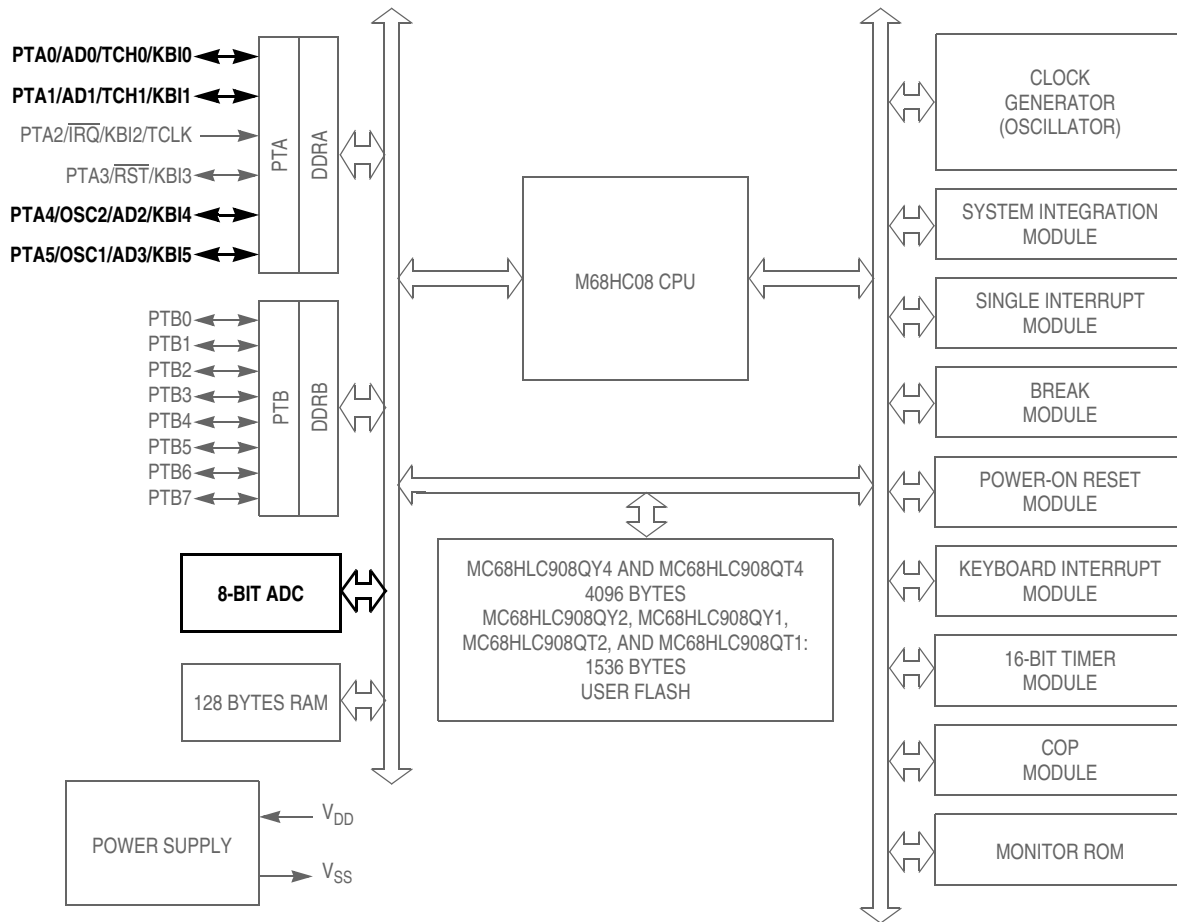 PTA0/AD0/TCH0/KBI0
PTA1/AD1/TCH1/KBI1
PTA2/IRQ/KBI2/TCLK
PTA3/RST/KBI3
PTA4/OSC2/AD2/KBI4
PTA5/OSC1/AD3/KBI5
PTA
DDRA
PTB0
PTB1
PTB2
PTB3
PTB4
PTB5
PTB6
PTB7
PTB
DDRB
8-BIT ADC
128 BYTES RAM
POWER SUPPLY
VDD
VSS
M68HC08 CPU
MC68HLC908QY4 AND MC68HLC908QT4
4096 BYTES
MC68HLC908QY2, MC68HLC908QY1,
MC68HLC908QT2, AND MC68HLC908QT1:
1536 BYTES
USER FLASH
CLOCK
GENERATOR
(OSCILLATOR)
SYSTEM INTEGRATION
MODULE
SINGLE INTERRUPT
MODULE
BREAK
MODULE
POWER-ON RESET
MODULE
KEYBOARD INTERRUPT
MODULE
16-BIT TIMER
MODULE
COP
MODULE
MONITOR ROM